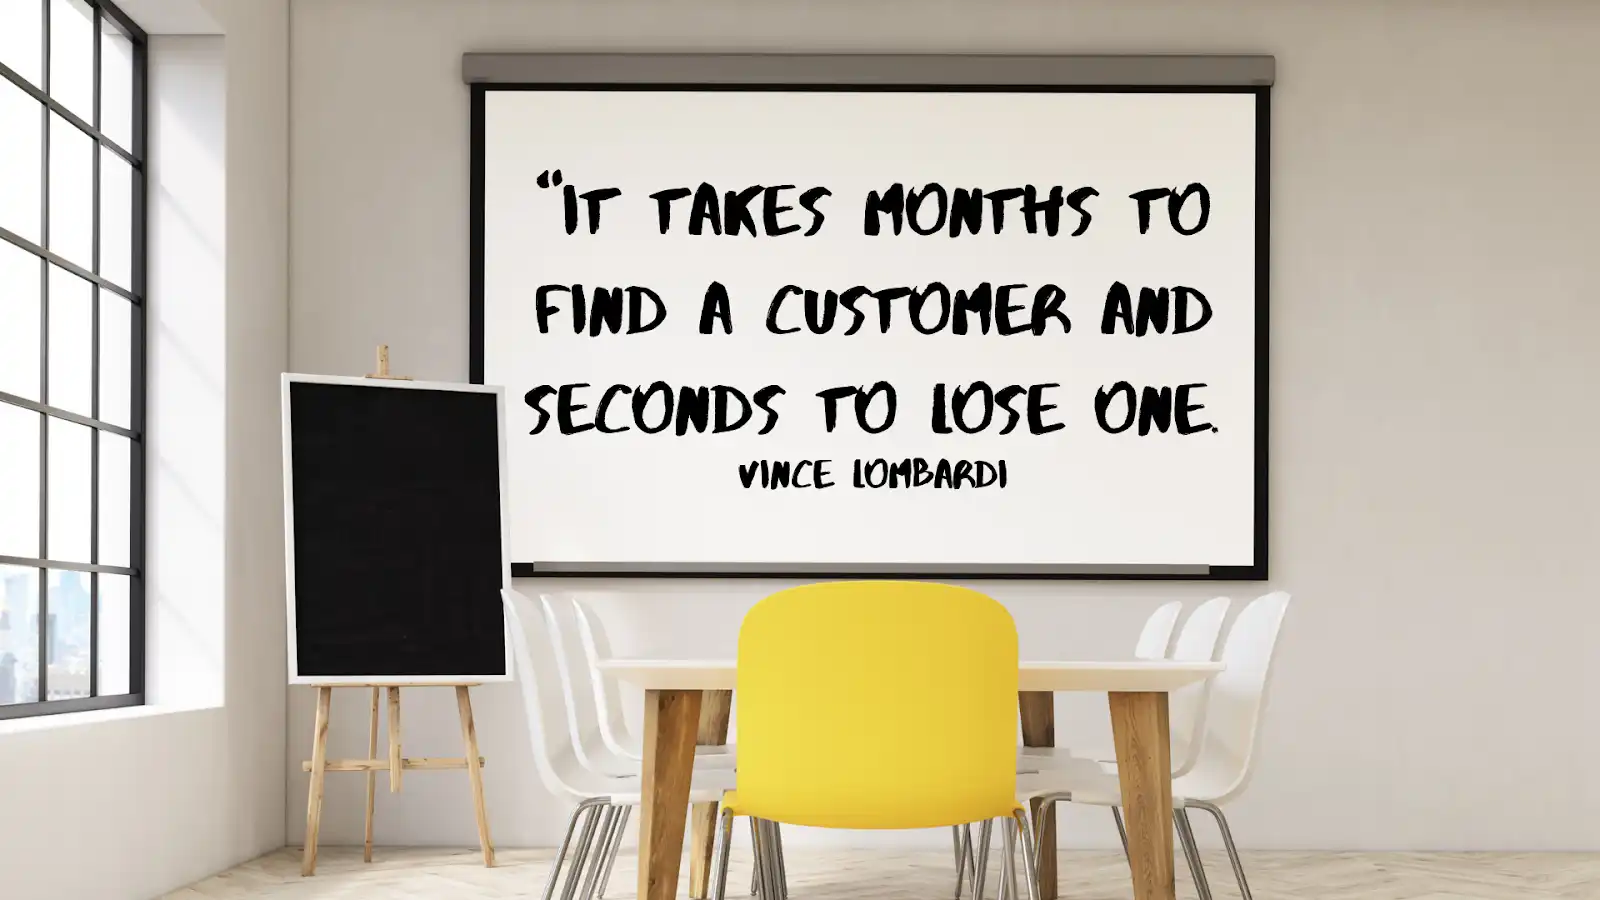 “IT TAKES MONTHS TO
FIND A CUSTOMER AND
SECONDS TO LOSE ONE.
VINCE LOMBARDI